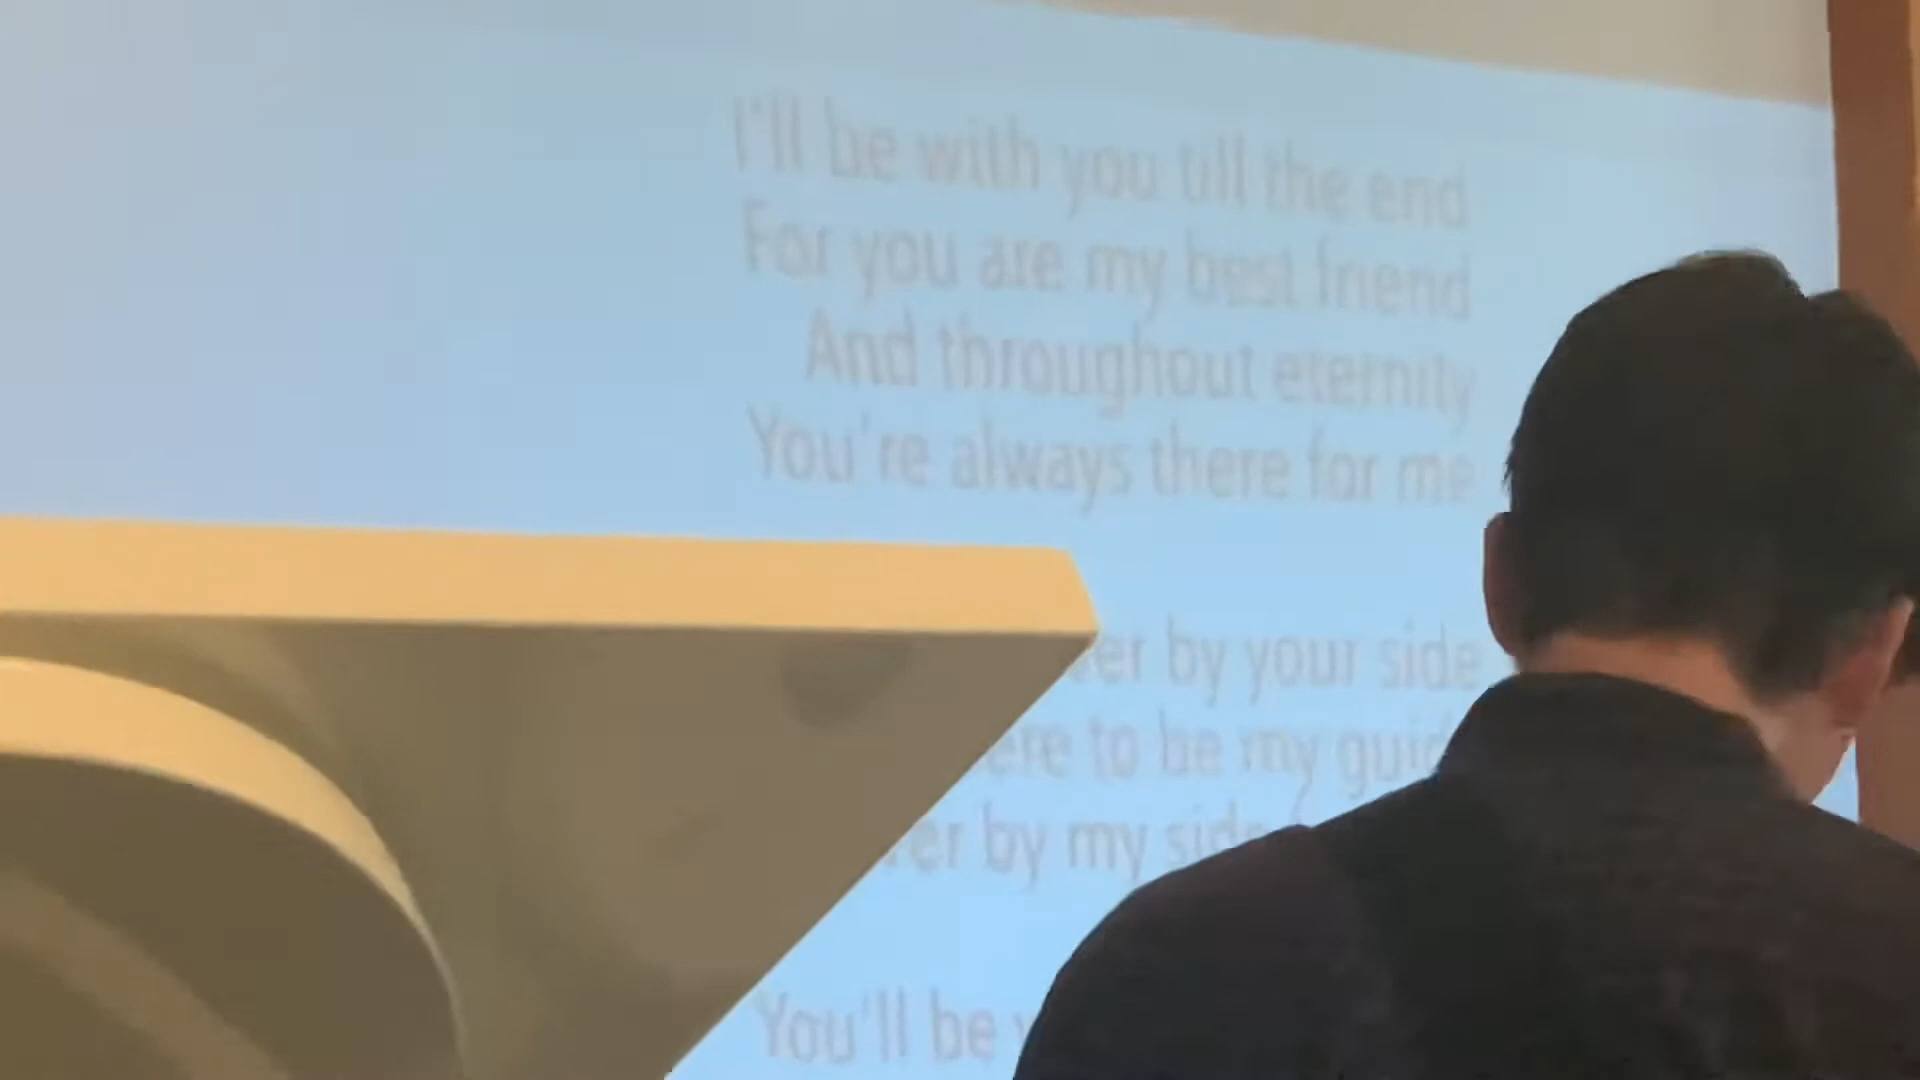 I'll be with you till the end
For you are my best friend
And throughout eternity
You're always there for me
by your side
to be my
by my
You'll be